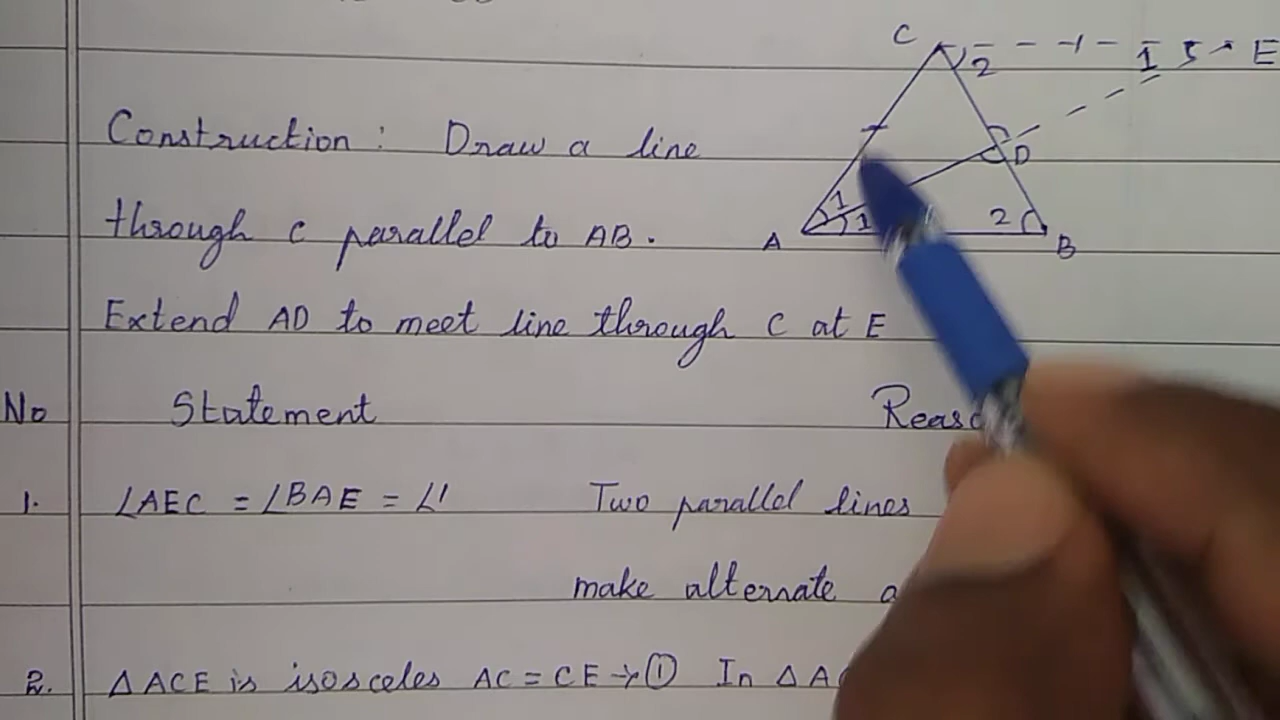 C 2 1 E
Construction : Draw a line
D
1
through C parallel to AB.
A 1 2 B
Extend AD to meet line through C at E
No Statement
1. ∠AEC = ∠BAE = ∠1 Two parallel lines
make alternate
2. ΔACE is isosceles AC = CE → ① In